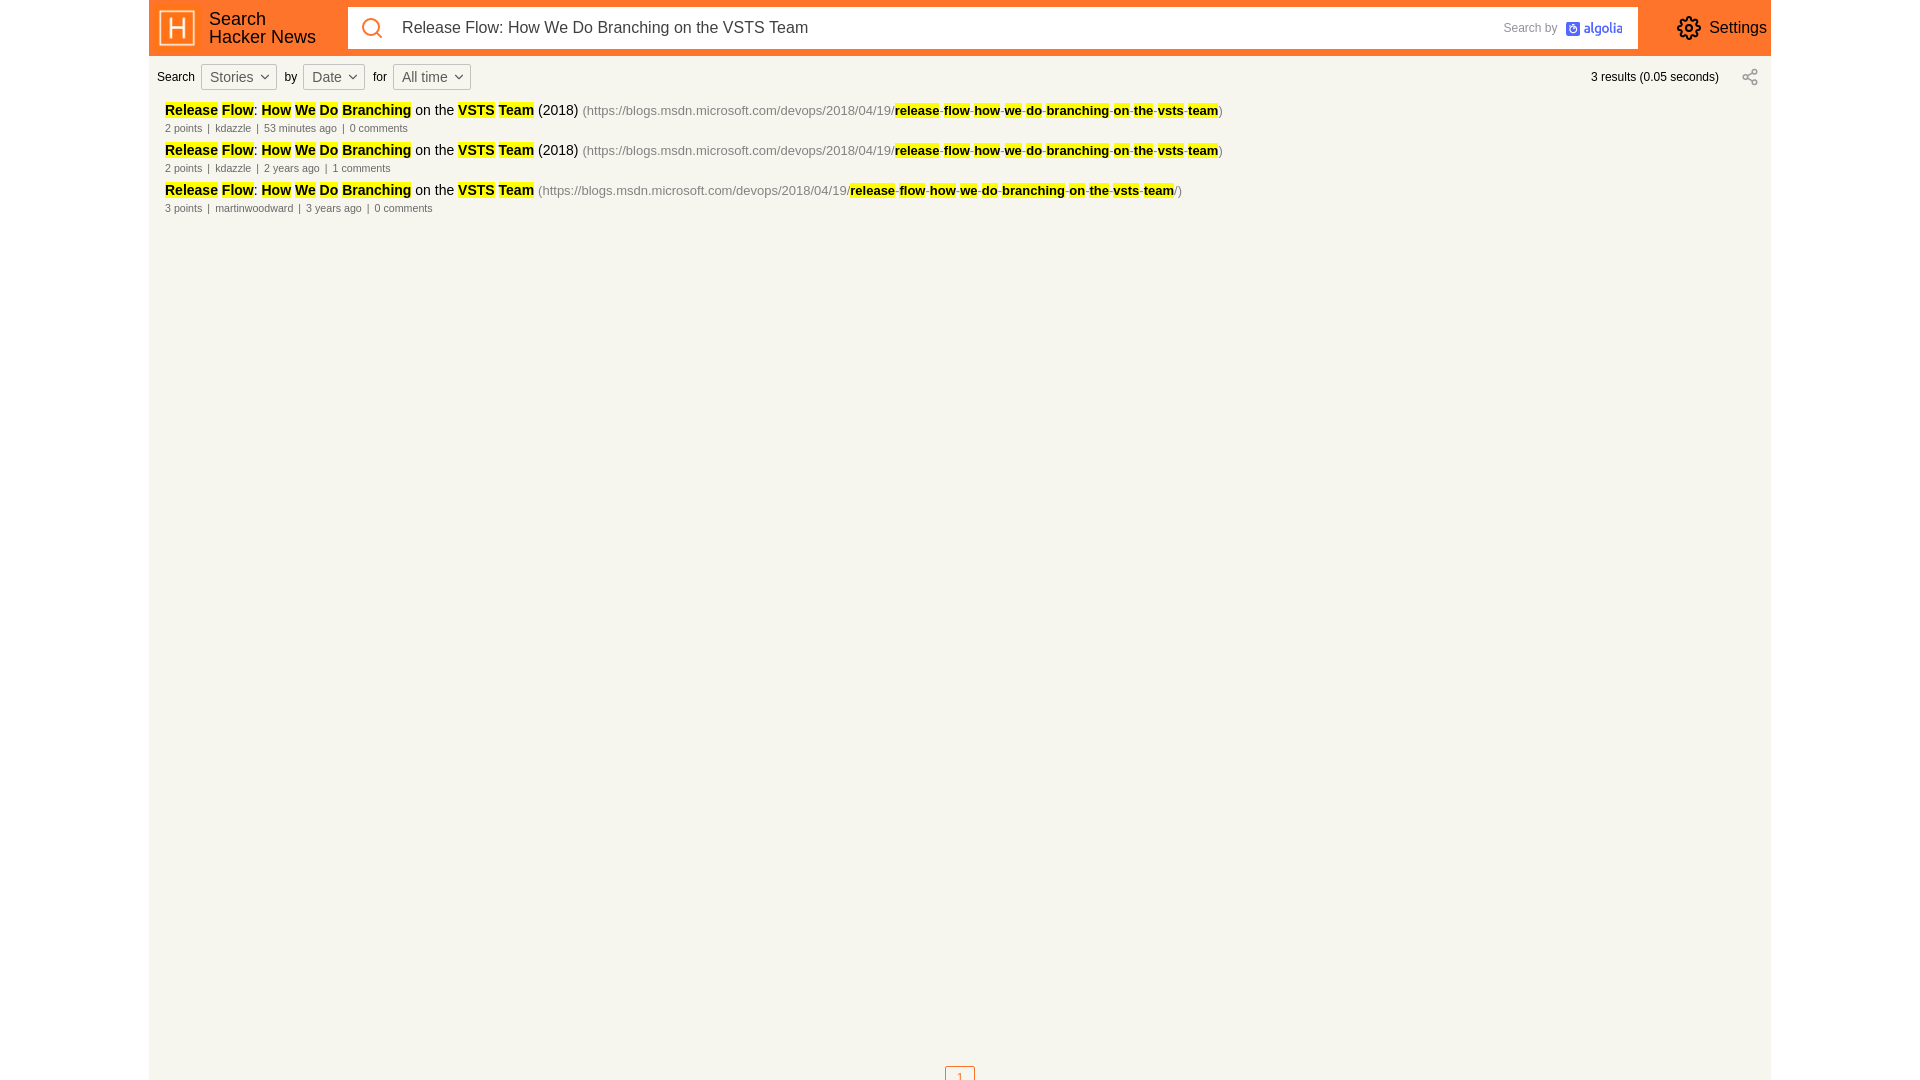 Search
Hacker News
Release Flow: How We Do Branching on the VSTS Team
Search by algolia
Settings
Search Stories by Date for All time
3 results (0.05 seconds)
Release Flow: How We Do Branching on the VSTS Team (2018) (https://blogs.msdn.microsoft.com/devops/2018/04/19/release-flow-how-we-do-branching-on-the-vsts-team)
2 points | kdazzle | 53 minutes ago | 0 comments
Release Flow: How We Do Branching on the VSTS Team (2018) (https://blogs.msdn.microsoft.com/devops/2018/04/19/release-flow-how-we-do-branching-on-the-vsts-team)
2 points | kdazzle | 2 years ago | 1 comments
Release Flow: How We Do Branching on the VSTS Team (https://blogs.msdn.microsoft.com/devops/2018/04/19/release-flow-how-we-do-branching-on-the-vsts-team/)
3 points | martinwoodward | 3 years ago | 0 comments
1